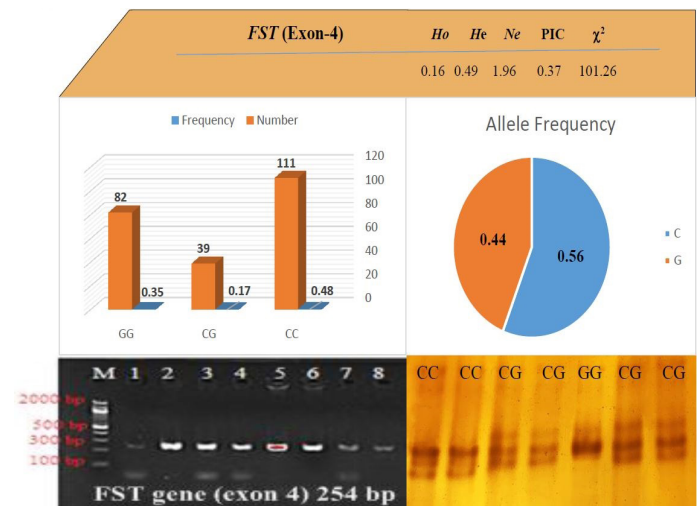 FST (Exon-4) Ho He Ne PIC χ²
0.16 0.49 1.96 0.37 101.26
Frequency Number
120
100
80
60
40
20
0
82
39
111
0.35
0.17
0.48
GG CG CC
Allele Frequency
0.44
0.56
C
G
M 1 2 3 4 5 6 7 8
2000 bp
500 bp
300 bp
100 bp
FST gene (exon 4) 254 bp
CC CC CG CG GG CG CG